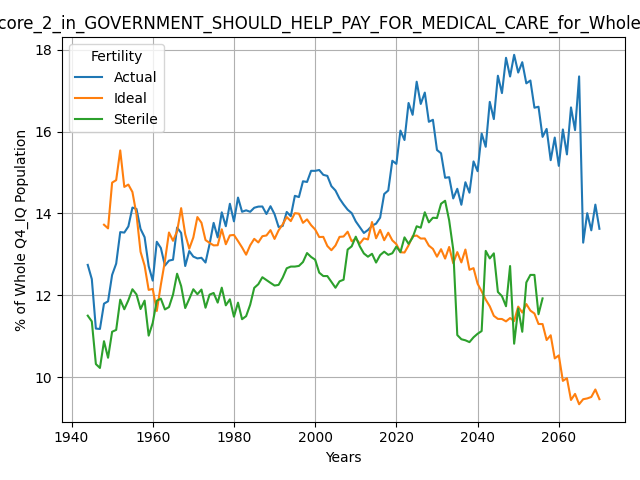 core_2_in_GOVERNMENT_SHOULD_HELP_PAY_FOR_MEDICAL_CARE_for_Whole
Fertility
Actual
Ideal
Sterile
% of Whole Q4_IQ Population
18
16
14
12
10
1940
1960
1980
2000
2020
2040
2060
Years